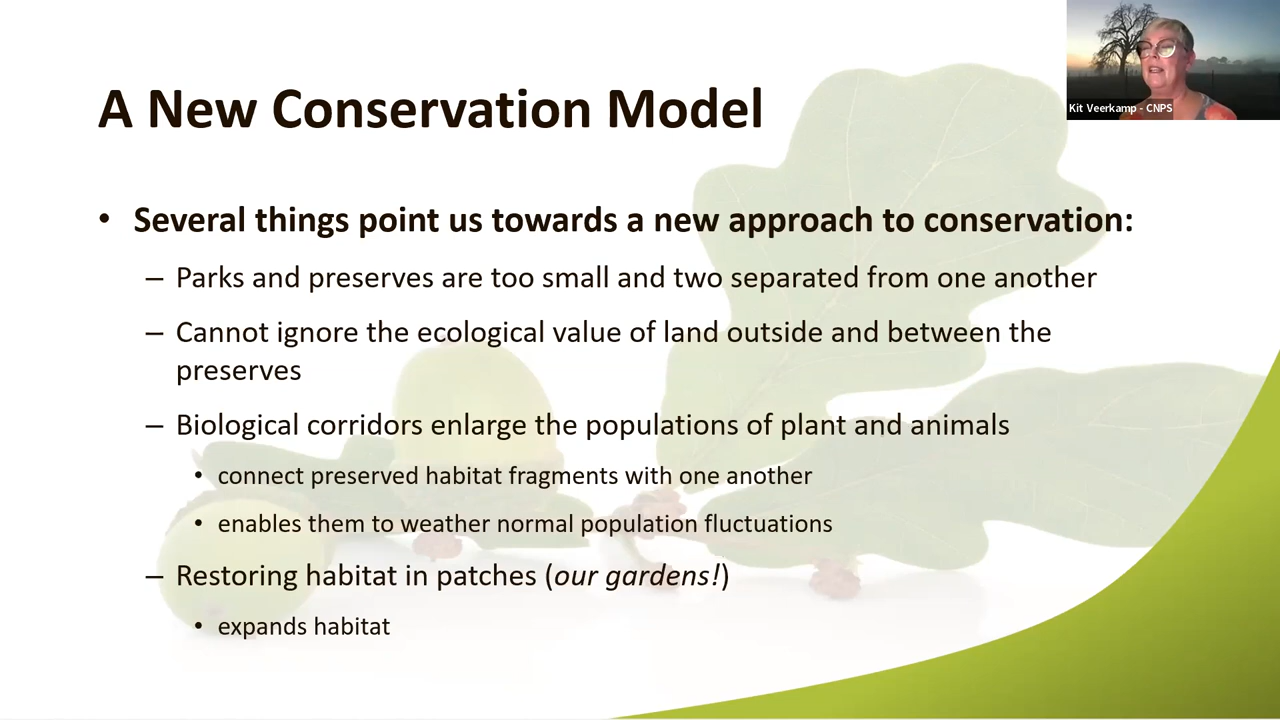 Kit Veerkamp - CNPS
A New Conservation Model
• Several things point us towards a new approach to conservation:
– Parks and preserves are too small and two separated from one another
– Cannot ignore the ecological value of land outside and between the
preserves
– Biological corridors enlarge the populations of plant and animals
• connect preserved habitat fragments with one another
• enables them to weather normal population fluctuations
– Restoring habitat in patches (our gardens!)
• expands habitat